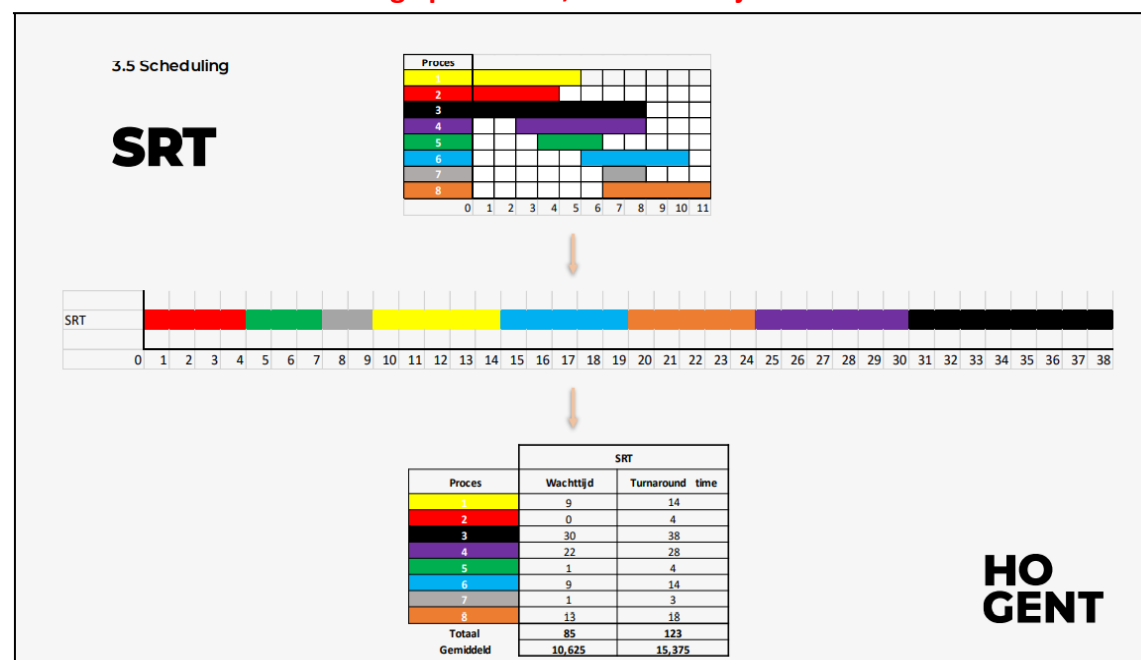 3.5 Scheduling
SRT
Proces
1
2
3
4
5
6
7
8
0 1 2 3 4 5 6 7 8 9 10 11
SRT
0 1 2 3 4 5 6 7 8 9 10 11 12 13 14 15 16 17 18 19 20 21 22 23 24 25 26 27 28 29 30 31 32 33 34 35 36 37 38
SRT
Proces Wachttijd Turnaround time
1 9 14
2 0 4
3 30 38
4 22 28
5 1 4
6 9 14
7 1 3
8 13 18
Totaal 85 123
Gemiddeld 10,625 15,375
HO
GENT